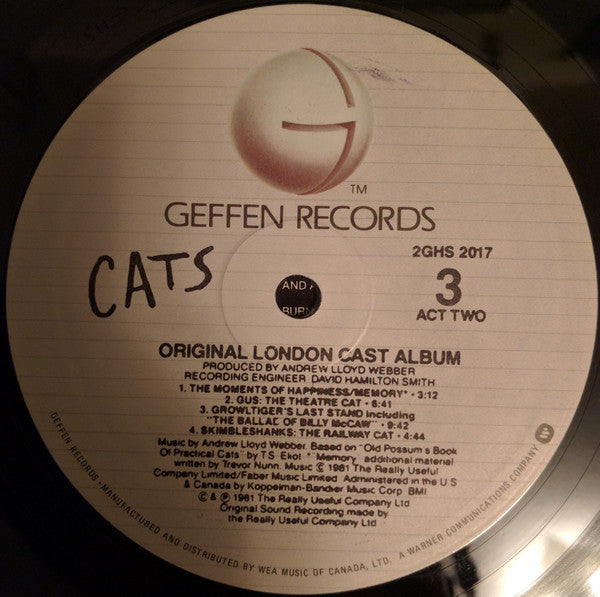 TM
GEFFEN RECORDS
CATS
2GHS 2017
3
ACT TWO
AND
BURN
ORIGINAL LONDON CAST ALBUM
PRODUCED BY ANDREW LLOYD WEBBER
RECORDING ENGINEER DAVID HAMILTON SMITH
1. THE MOMENTS OF HAPPINESS/MEMORY* • 3:12
2. GUS: THE THEATRE CAT • 6:41
3. GROWLTIGER'S LAST STAND including
"THE BALLAD OF BILLY McCAW" • 9:42
4. SKIMBLESHANKS: THE RAILWAY CAT • 4:44
Music by Andrew Lloyd Webber. Based on "Old Possum's Book
Of Practical Cats" by T.S. Eliot * "Memory" additional material
written by Trevor Nunn. Music © 1981 The Really Useful
Company Limited/Faber Music Limited Administered in the U S
& Canada by Koppelman-Bandier Music Corp BMI
© & ℗ 1981 The Really Useful Company Ltd
Original Sound Recording made by
the Really Useful Company Ltd
GEFFEN RECORDS • MANUFACTURED AND DISTRIBUTED BY WEA MUSIC OF CANADA, LTD. A WARNER COMMUNICATIONS COMPANY